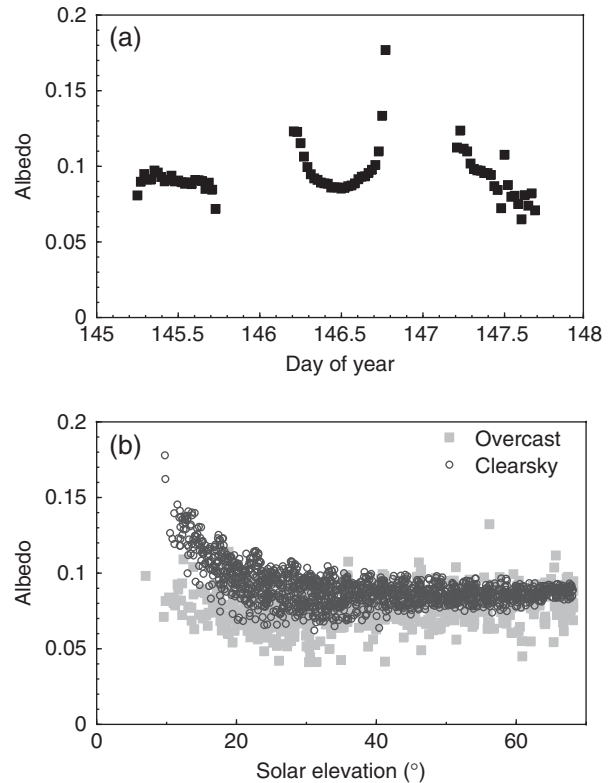 (a)
0.2
0.15
0.1
0.05
0
Albedo
145 145.5 146 146.5 147 147.5 148
Day of year
(b)
Overcast
Clearsky
0.2
0.15
0.1
0.05
0
Albedo
0 20 40 60
Solar elevation (°)